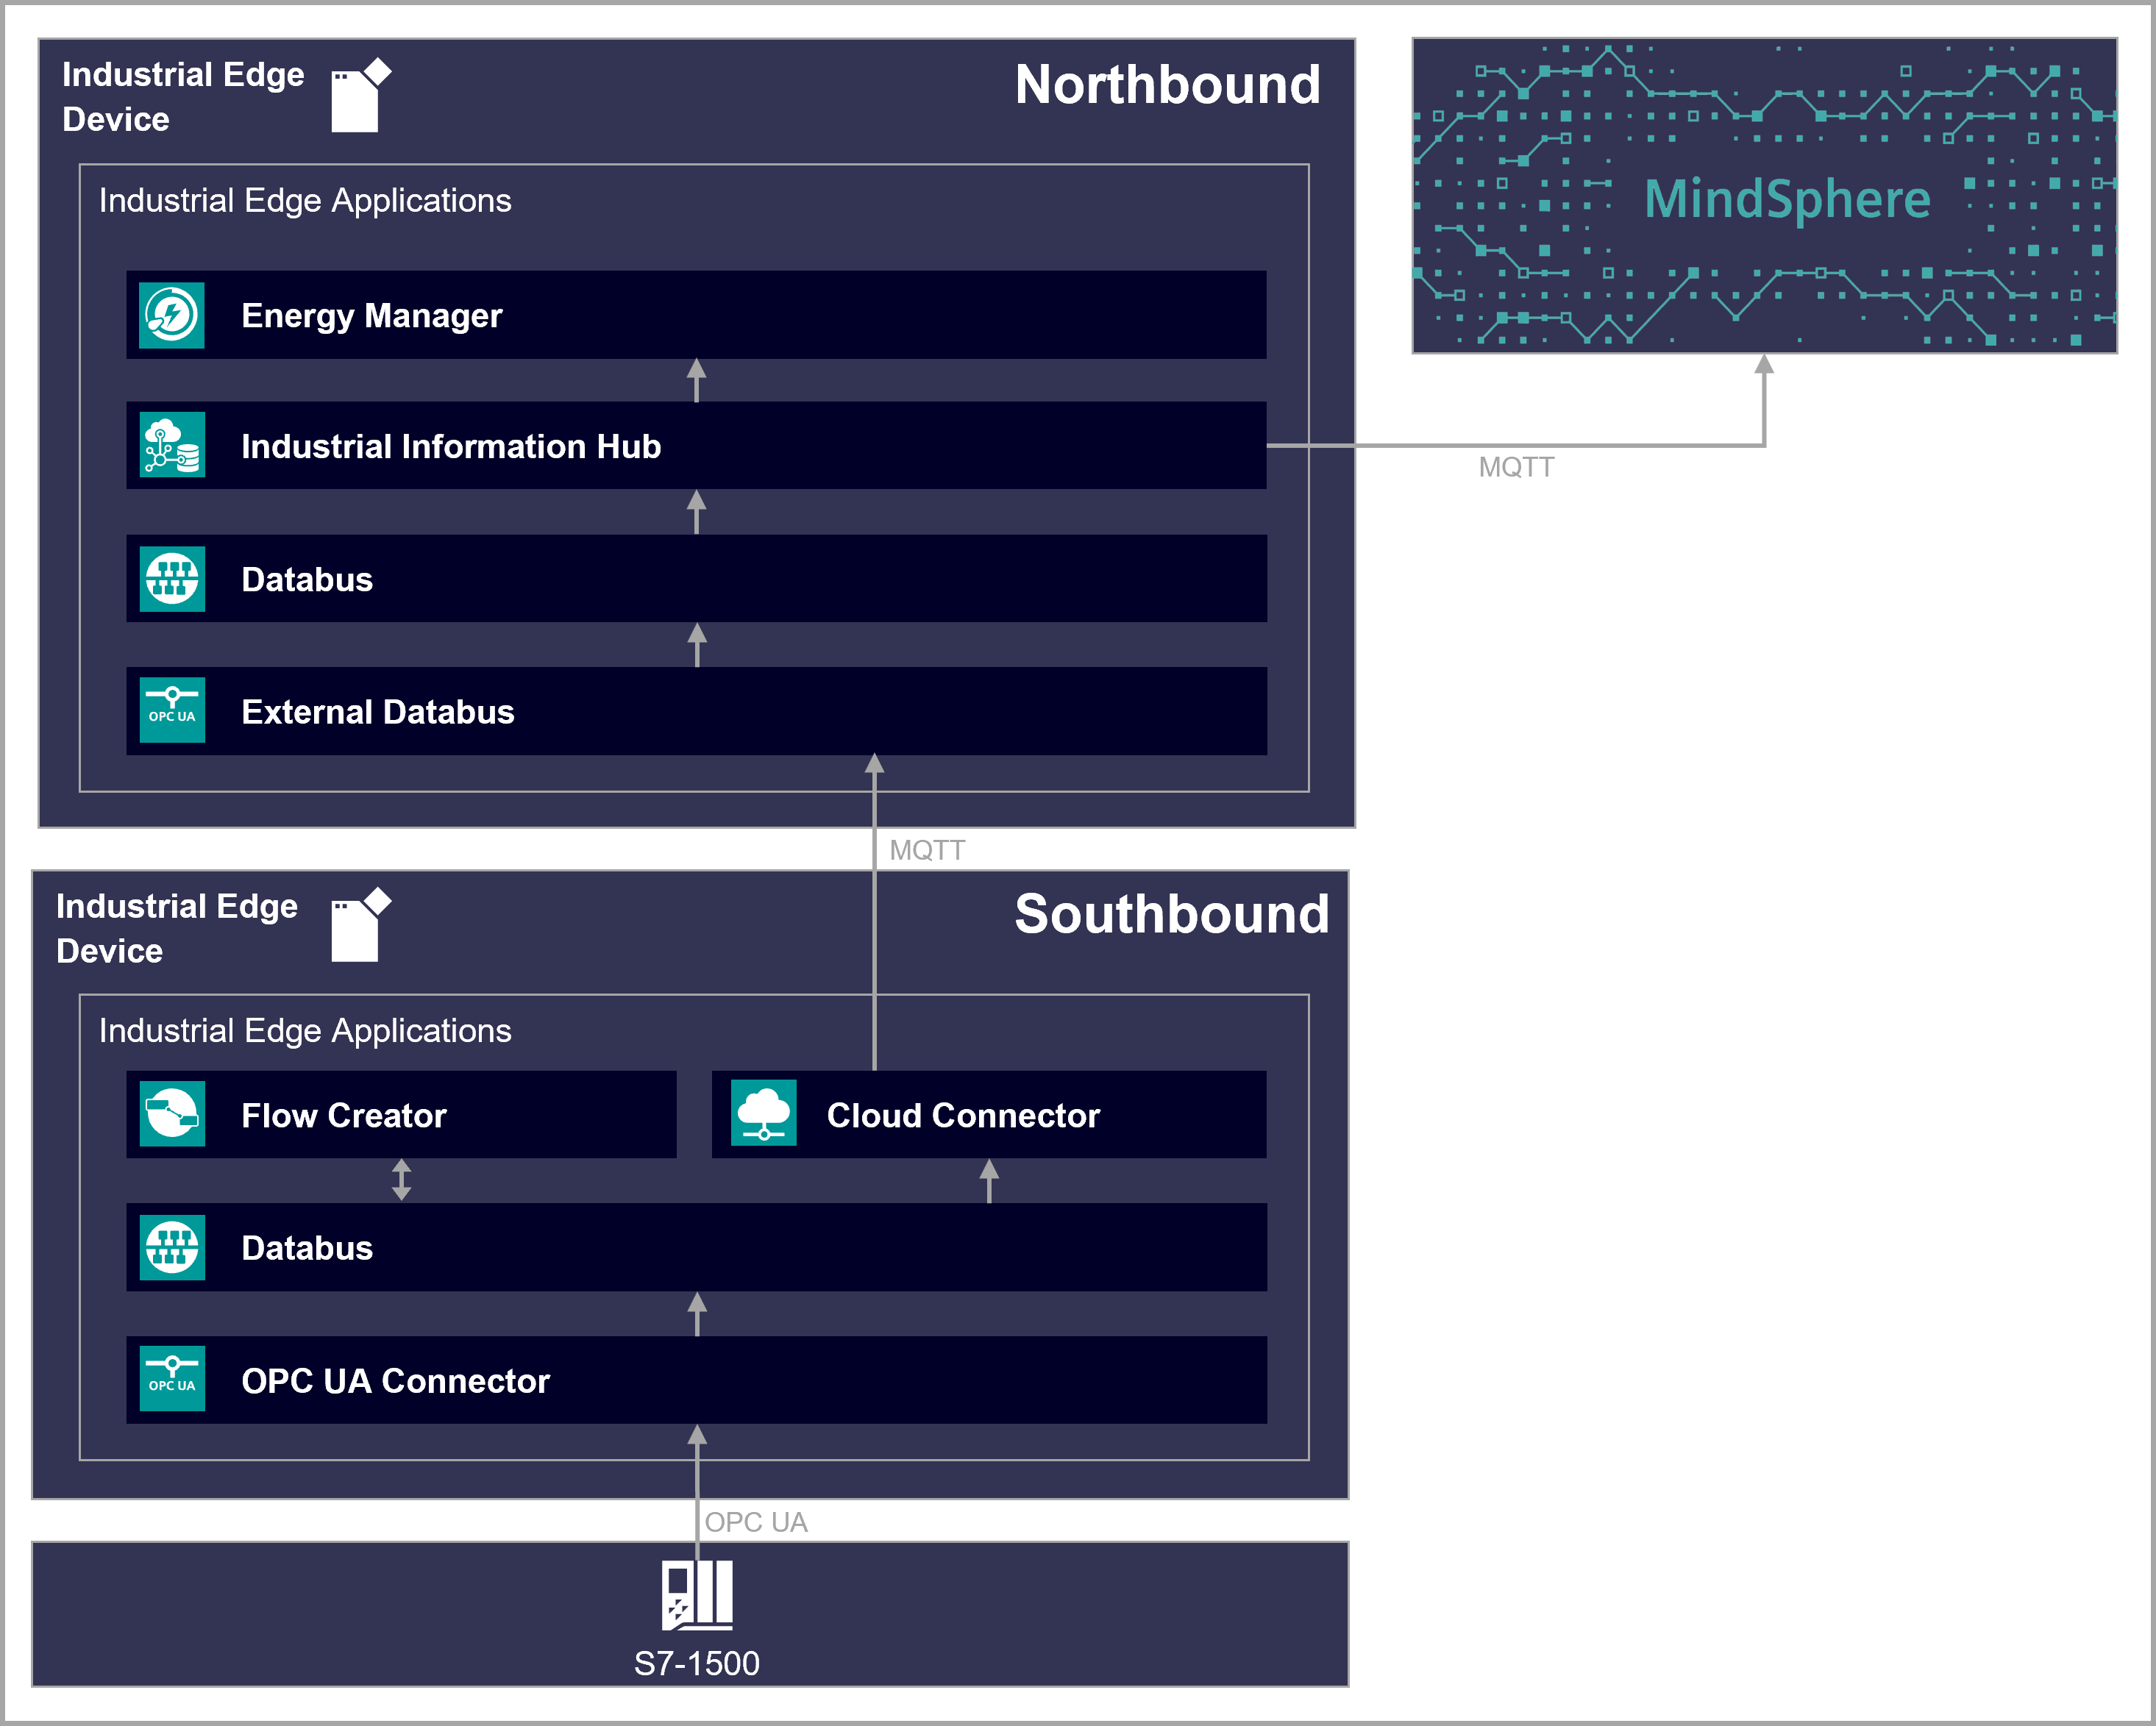 Industrial Edge
Device
Northbound
Industrial Edge Applications
Energy Manager
Industrial Information Hub
Databus
OPC UA
External Databus
MindSphere
MQTT
MQTT
Industrial Edge
Device
Southbound
Industrial Edge Applications
Flow Creator
Cloud Connector
Databus
OPC UA
OPC UA Connector
OPC UA
S7-1500